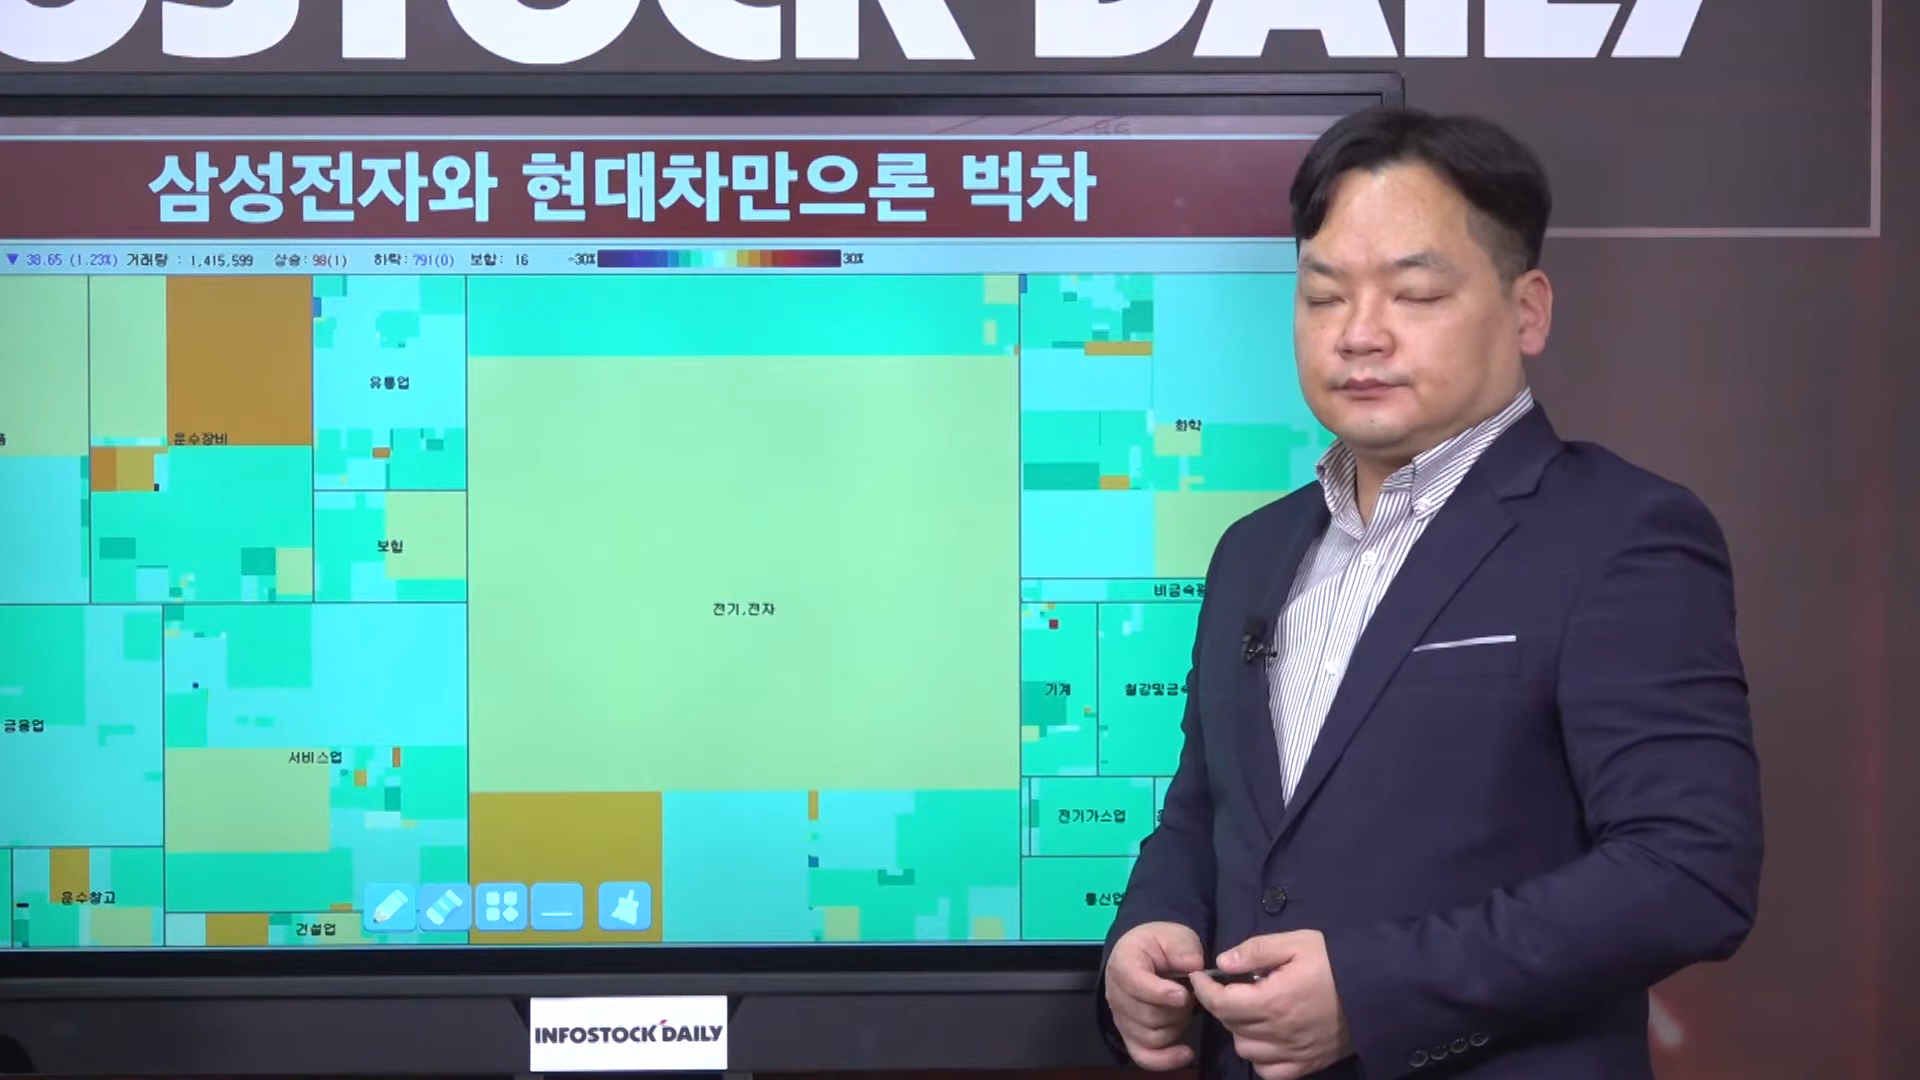 OSTOCK DAILY
삼성전자와 현대차만으론 벅차
▼ 38.65 (1.23%) 거래량 : 1,415,599 상승: 98(1) 하락: 791(0) 보합: 16 -30% 30%
유통업
화학
운수장비
보험
비금속광
전기,전자
기계
철강및금속
금융업
서비스업
전기가스업
운수창고
통신업
건설업
INFOSTOCK DAILY